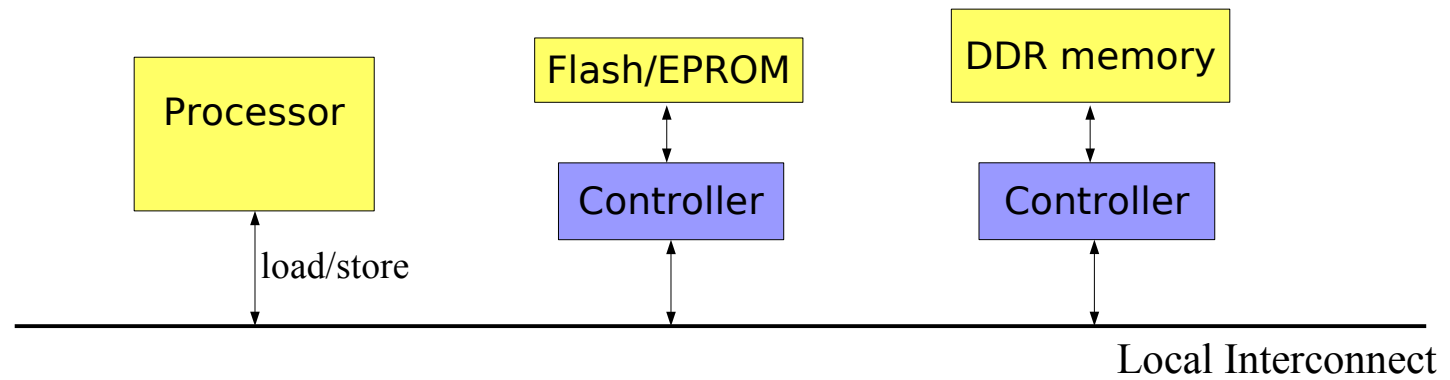 Processor
Flash/EPROM
DDR memory
Controller
Controller
load/store
Local Interconnect